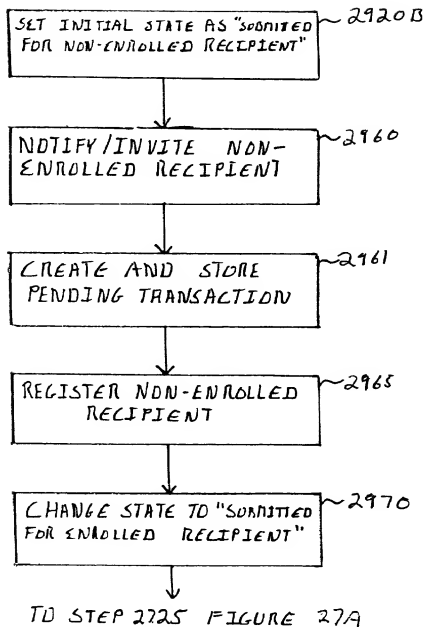 SET INITIAL STATE AS "SUBMITTED
FOR NON-ENROLLED RECIPIENT"
2920B
NOTIFY/INVITE NON-
ENROLLED RECIPIENT
2960
CREATE AND STORE
PENDING TRANSACTION
2961
REGISTER NON-ENROLLED
RECIPIENT
2965
CHANGE STATE TO "SUBMITTED
FOR ENROLLED RECIPIENT"
2970
TO STEP 2725 FIGURE 27A